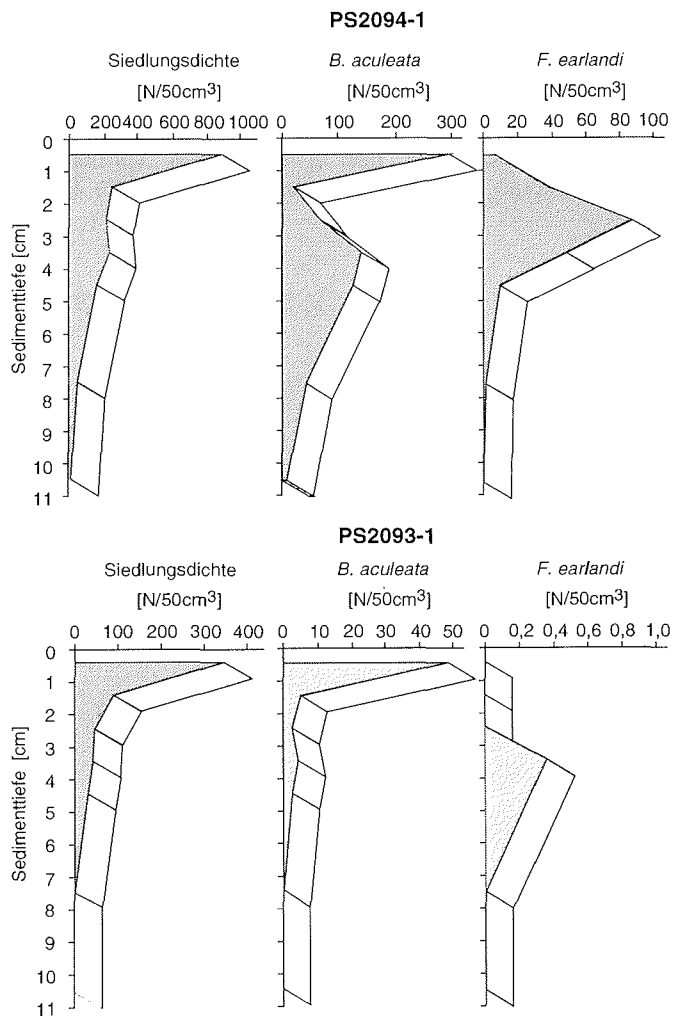 PS2094-1
Siedlungsdichte B. aculeata F. earlandi
[N/50cm3] [N/50cm3] [N/50cm3]
0 200 400 800 1000 0 100 200 300 0 20 40 60 80 100
Sedimenttiefe [cm]
0
1
2
3
4
5
6
7
8
9
10
11
PS2093-1
Siedlungsdichte B. aculeata F. earlandi
[N/50cm3] [N/50cm3] [N/50cm3]
0 100 200 300 400 0 10 20 30 40 50 0 0,2 0,6 0,8 1,0
Sedimenttiefe [cm]
0
1
2
3
4
5
6
7
8
9
10
11